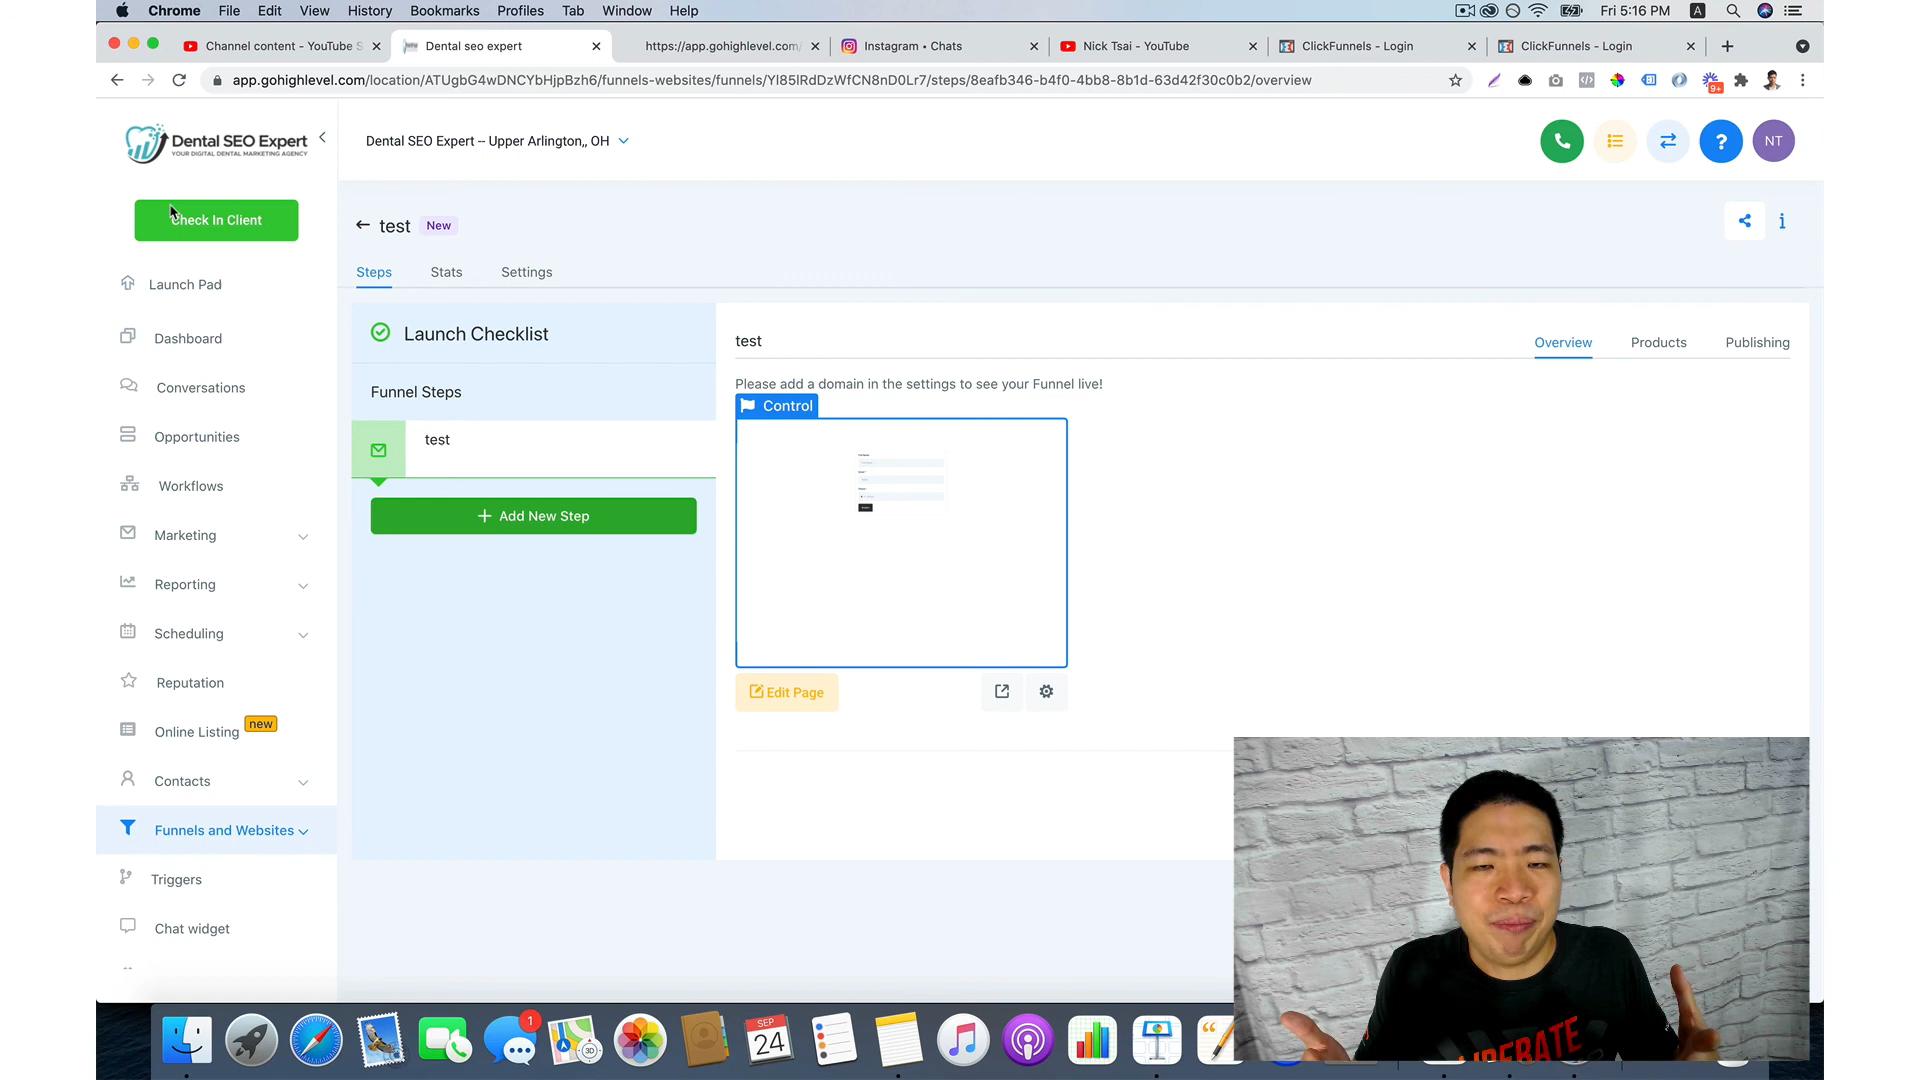 Chrome File Edit View History Bookmarks Profiles Tab Window Help Fri 5:16 PM A
Channel content - YouTube S Dental seo expert https://app.gohighlevel.com/ Instagram • Chats Nick Tsai - YouTube ClickFunnels - Login ClickFunnels - Login
app.gohighlevel.com/location/ATUgbG4wDNCYbHjpBzh6/funnels-websites/funnels/Yl85lRdDzWfCN8nD0Lr7/steps/8eafb346-b4f0-4bb8-8b1d-63d42f30c0b2/overview 9+
Dental SEO Expert
YOUR DIGITAL DENTAL MARKETING AGENCY
Dental SEO Expert -- Upper Arlington,, OH
? NT
Check In Client
Launch Pad
Dashboard
Conversations
Opportunities
Workflows
Marketing
Reporting
Scheduling
Reputation
Online Listing new
Contacts
Funnels and Websites
Triggers
Chat widget
test New
Steps Stats Settings
Launch Checklist
Funnel Steps
test
+ Add New Step
test
Overview Products Publishing
Please add a domain in the settings to see your Funnel live!
Control
Edit Page
LIBERATE
1
3D
SEP
24